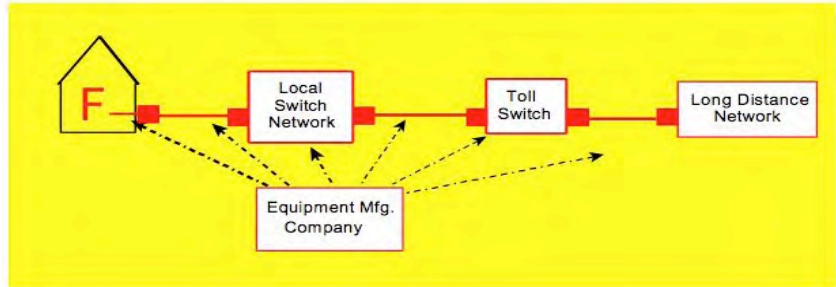 F
Local
Switch
Network
Toll
Switch
Long Distance
Network
Equipment Mfg.
Company